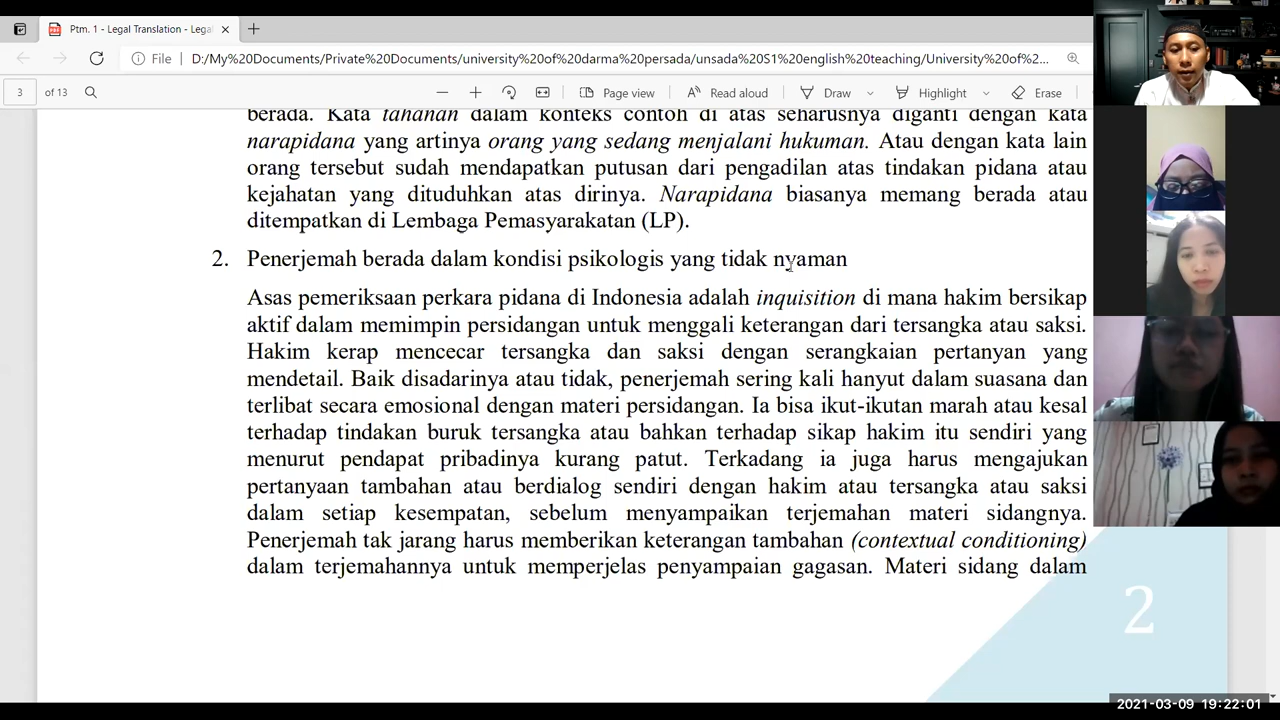 Ptm. 1 - Legal Translation - Legal
File D:/My%20Documents/Private%20Documents/university%20of%20darma%20persada/unsada%20S1%20english%20teaching/University%20of%...
3 of 13 Page view Read aloud Draw Highlight Erase
berada. Kata tahanan dalam konteks contoh di atas seharusnya diganti dengan kata
narapidana yang artinya orang yang sedang menjalani hukuman. Atau dengan kata lain
orang tersebut sudah mendapatkan putusan dari pengadilan atas tindakan pidana atau
kejahatan yang dituduhkan atas dirinya. Narapidana biasanya memang berada atau
ditempatkan di Lembaga Pemasyarakatan (LP).
2. Penerjemah berada dalam kondisi psikologis yang tidak nyaman
Asas pemeriksaan perkara pidana di Indonesia adalah inquisition di mana hakim bersikap
aktif dalam memimpin persidangan untuk menggali keterangan dari tersangka atau saksi.
Hakim kerap mencecar tersangka dan saksi dengan serangkaian pertanyan yang
mendetail. Baik disadarinya atau tidak, penerjemah sering kali hanyut dalam suasana dan
terlibat secara emosional dengan materi persidangan. Ia bisa ikut-ikutan marah atau kesal
terhadap tindakan buruk tersangka atau bahkan terhadap sikap hakim itu sendiri yang
menurut pendapat pribadinya kurang patut. Terkadang ia juga harus mengajukan
pertanyaan tambahan atau berdialog sendiri dengan hakim atau tersangka atau saksi
dalam setiap kesempatan, sebelum menyampaikan terjemahan materi sidangnya.
Penerjemah tak jarang harus memberikan keterangan tambahan (contextual conditioning)
dalam terjemahannya untuk memperjelas penyampaian gagasan. Materi sidang dalam
2
2021-03-09 19:22:01